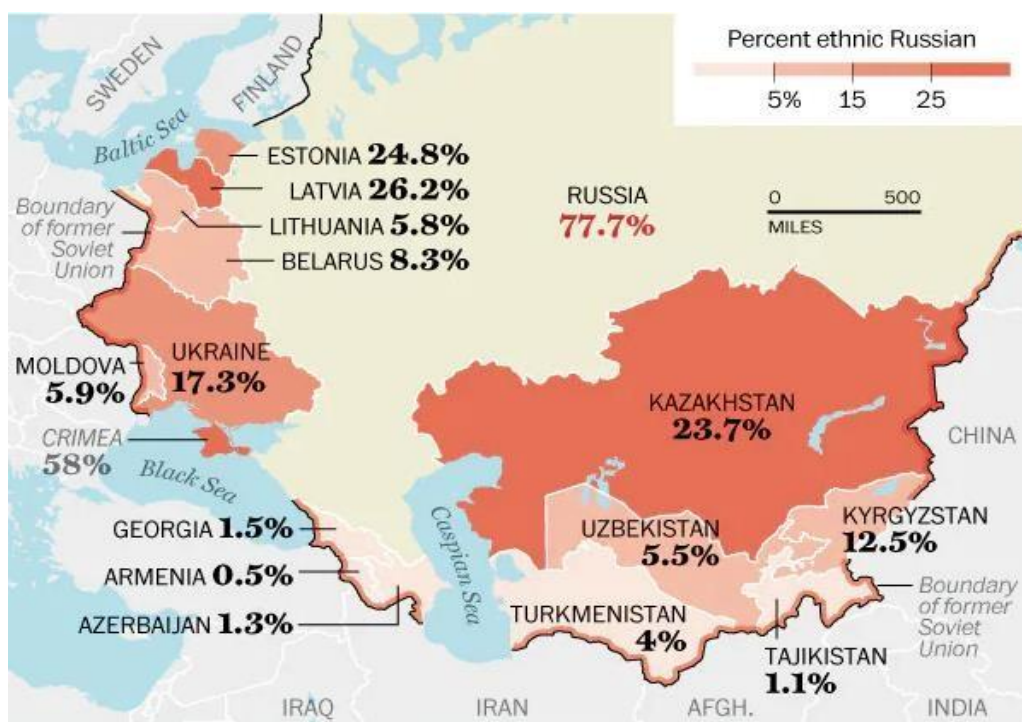 Percent ethnic Russian
5%
15
25
SWEDEN
FINLAND
Baltic Sea
ESTONIA 24.8%
LATVIA 26.2%
LITHUANIA 5.8%
BELARUS 8.3%
RUSSIA
77.7%
0
500
MILES
Boundary
of former
Soviet
Union
MOLDOVA
5.9%
UKRAINE
17.3%
CRIMEA
58%
Black Sea
KAZAKHSTAN
23.7%
CHINA
GEORGIA 1.5%
ARMENIA 0.5%
AZERBAIJAN 1.3%
Caspian Sea
UZBEKISTAN
5.5%
KYRGYZSTAN
12.5%
TURKMENISTAN
4%
TAJIKISTAN
1.1%
Boundary
of former
Soviet
Union
IRAQ
IRAN
AFGH.
INDIA